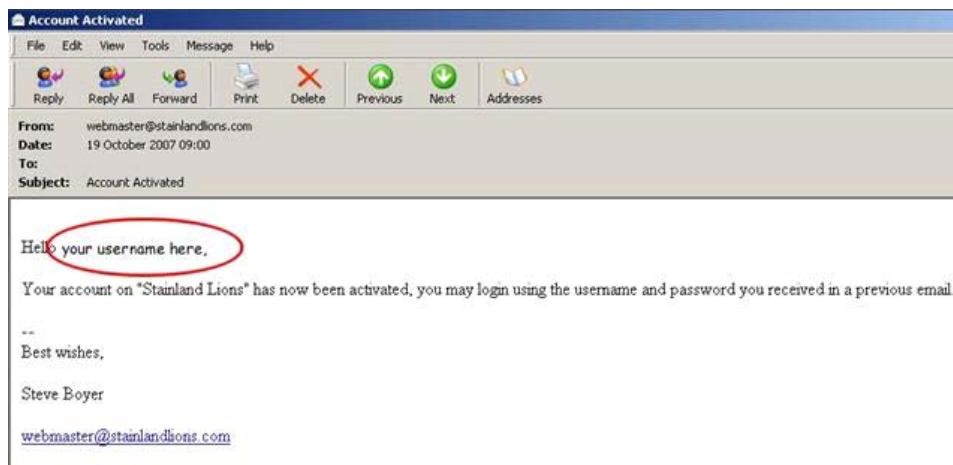 Account Activated
File Edit View Tools Message Help
Reply Reply All Forward Print Delete Previous Next Addresses
From: webmaster@stainlandlions.com
Date: 19 October 2007 09:00
To:
Subject: Account Activated
Hello your username here,
Your account on "Stainland Lions" has now been activated, you may login using the username and password you received in a previous email.
--
Best wishes,
Steve Boyer
webmaster@stainlandlions.com